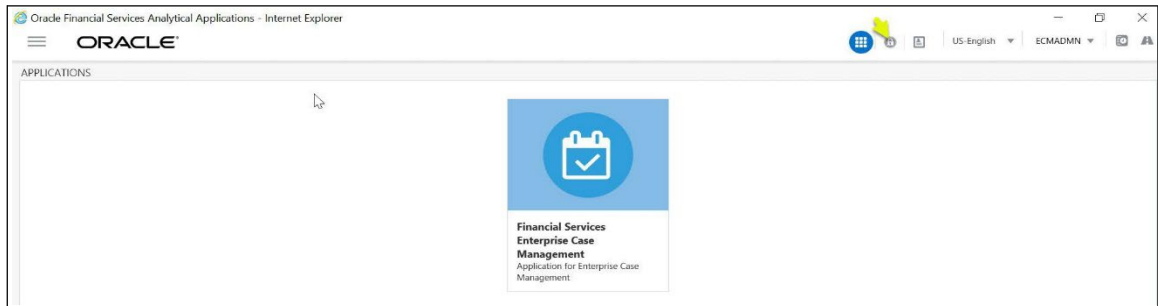 Oracle Financial Services Analytical Applications - Internet Explorer
ORACLE
US-English
ECMADMN
APPLICATIONS
Financial Services
Enterprise Case
Management
Application for Enterprise Case
Management